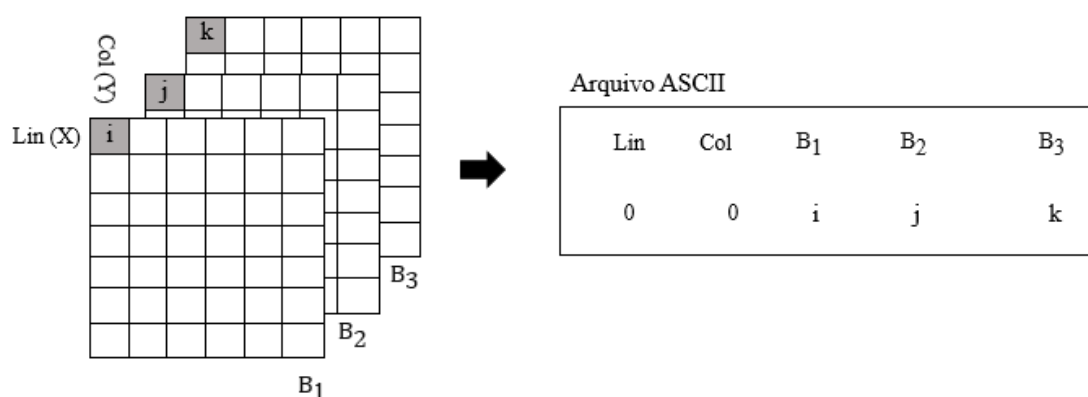 k
Col (Y)
j
Lin (X)
i
B3
B2
B1
Arquivo ASCII
Lin Col B1 B2 B3
0 0 i j k